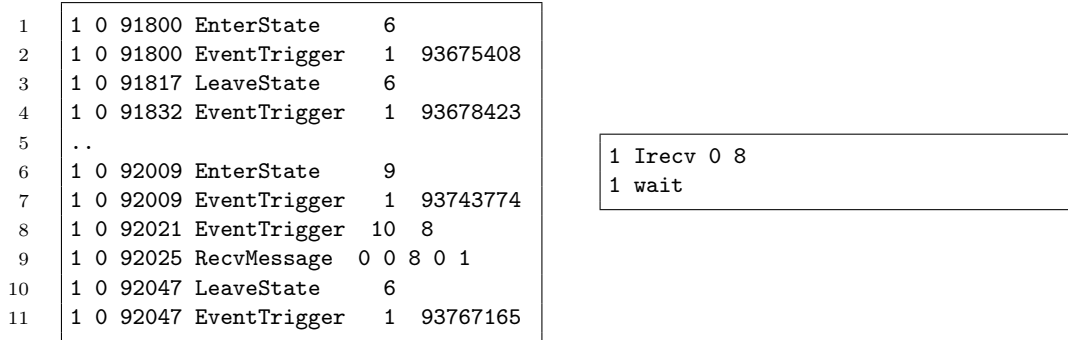 1 1 0 91800 EnterState 6
2 1 0 91800 EventTrigger 1 93675408
3 1 0 91817 LeaveState 6
4 1 0 91832 EventTrigger 1 93678423
5 ..
6 1 0 92009 EnterState 9
7 1 0 92009 EventTrigger 1 93743774
8 1 0 92021 EventTrigger 10 8
9 1 0 92025 RecvMessage 0 0 8 0 1
10 1 0 92047 LeaveState 6
11 1 0 92047 EventTrigger 1 93767165
1 Irecv 0 8
1 wait